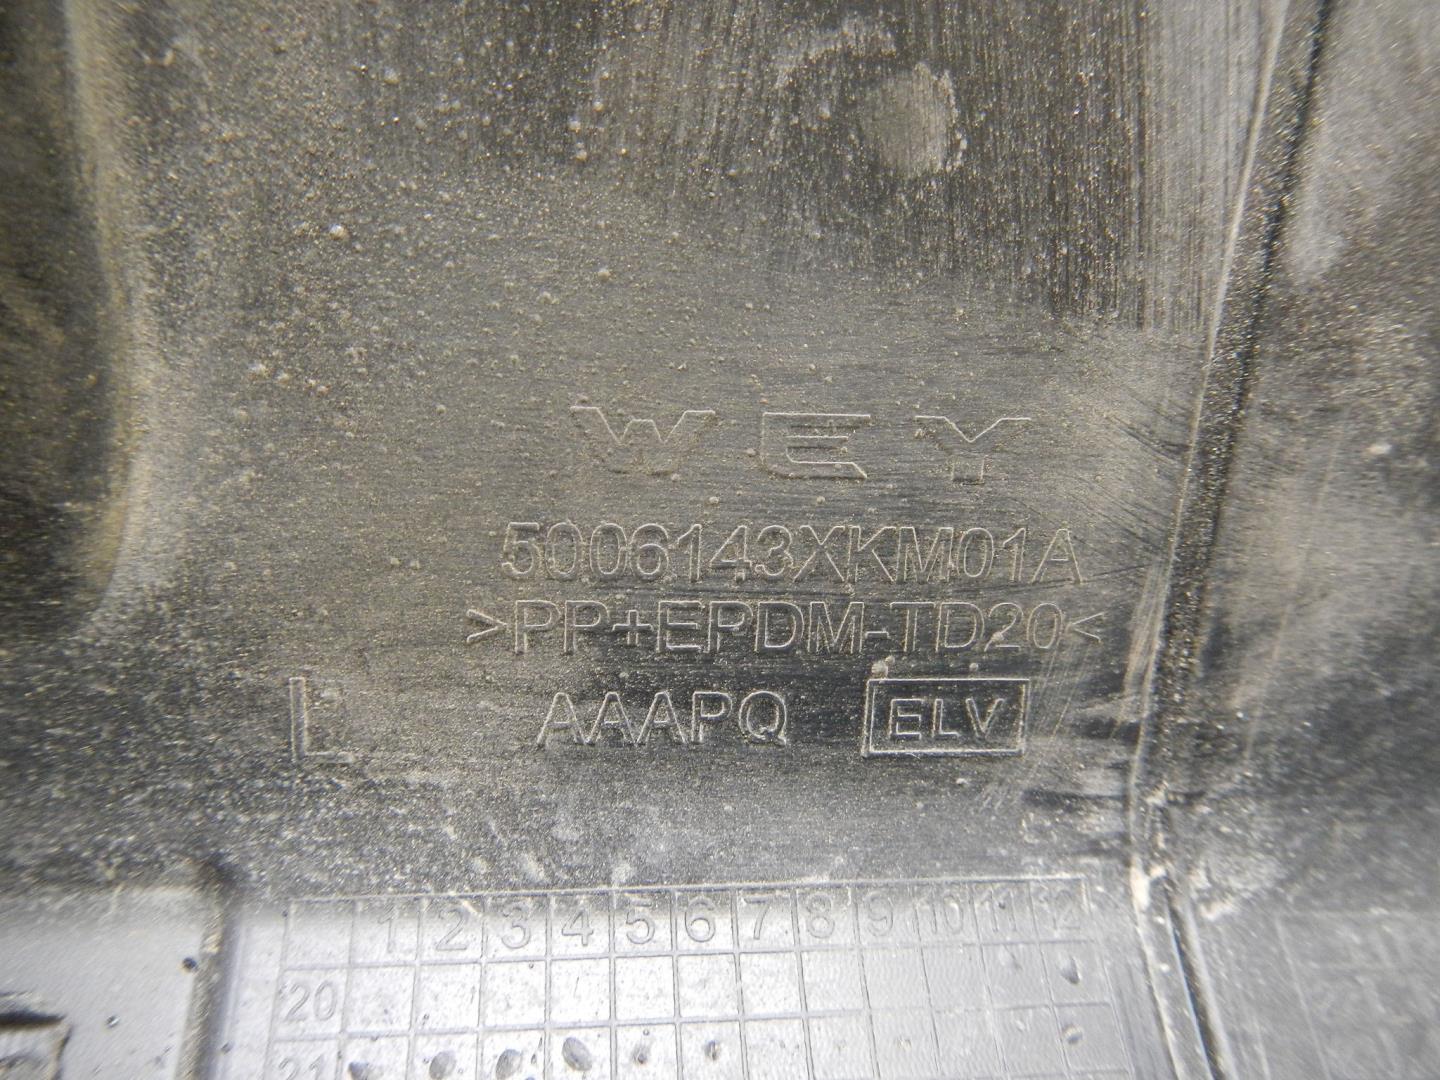 WEY
5006143XKM01A
>PP+EPDM-TD20<
L AAAPQ ELV
1 2 3 4 5 6 7 8 9 10 11 12
20
21